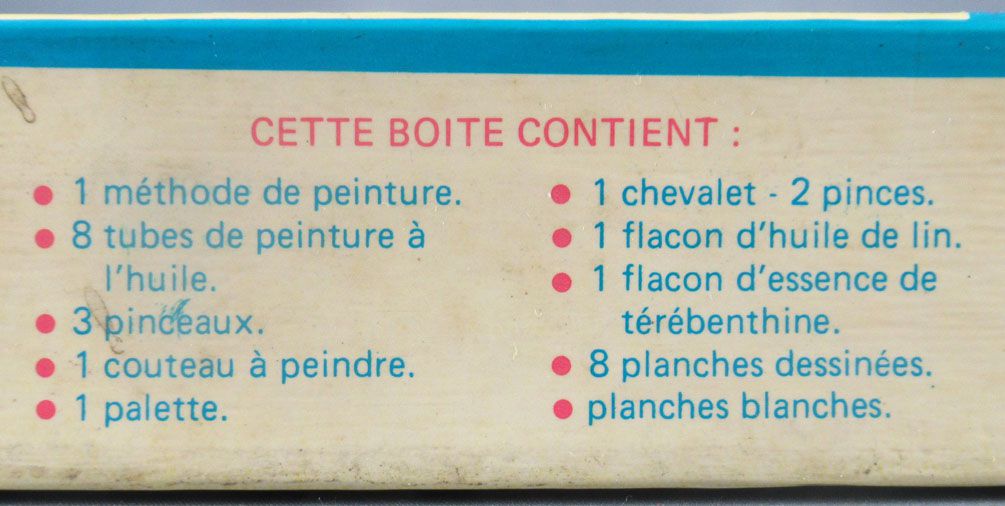 CETTE BOITE CONTIENT :
• 1 méthode de peinture.
• 8 tubes de peinture à
l'huile.
• 3 pinceaux.
• 1 couteau à peindre.
• 1 palette.
• 1 chevalet - 2 pinces.
• 1 flacon d'huile de lin.
• 1 flacon d'essence de
térébenthine.
• 8 planches dessinées.
• planches blanches.